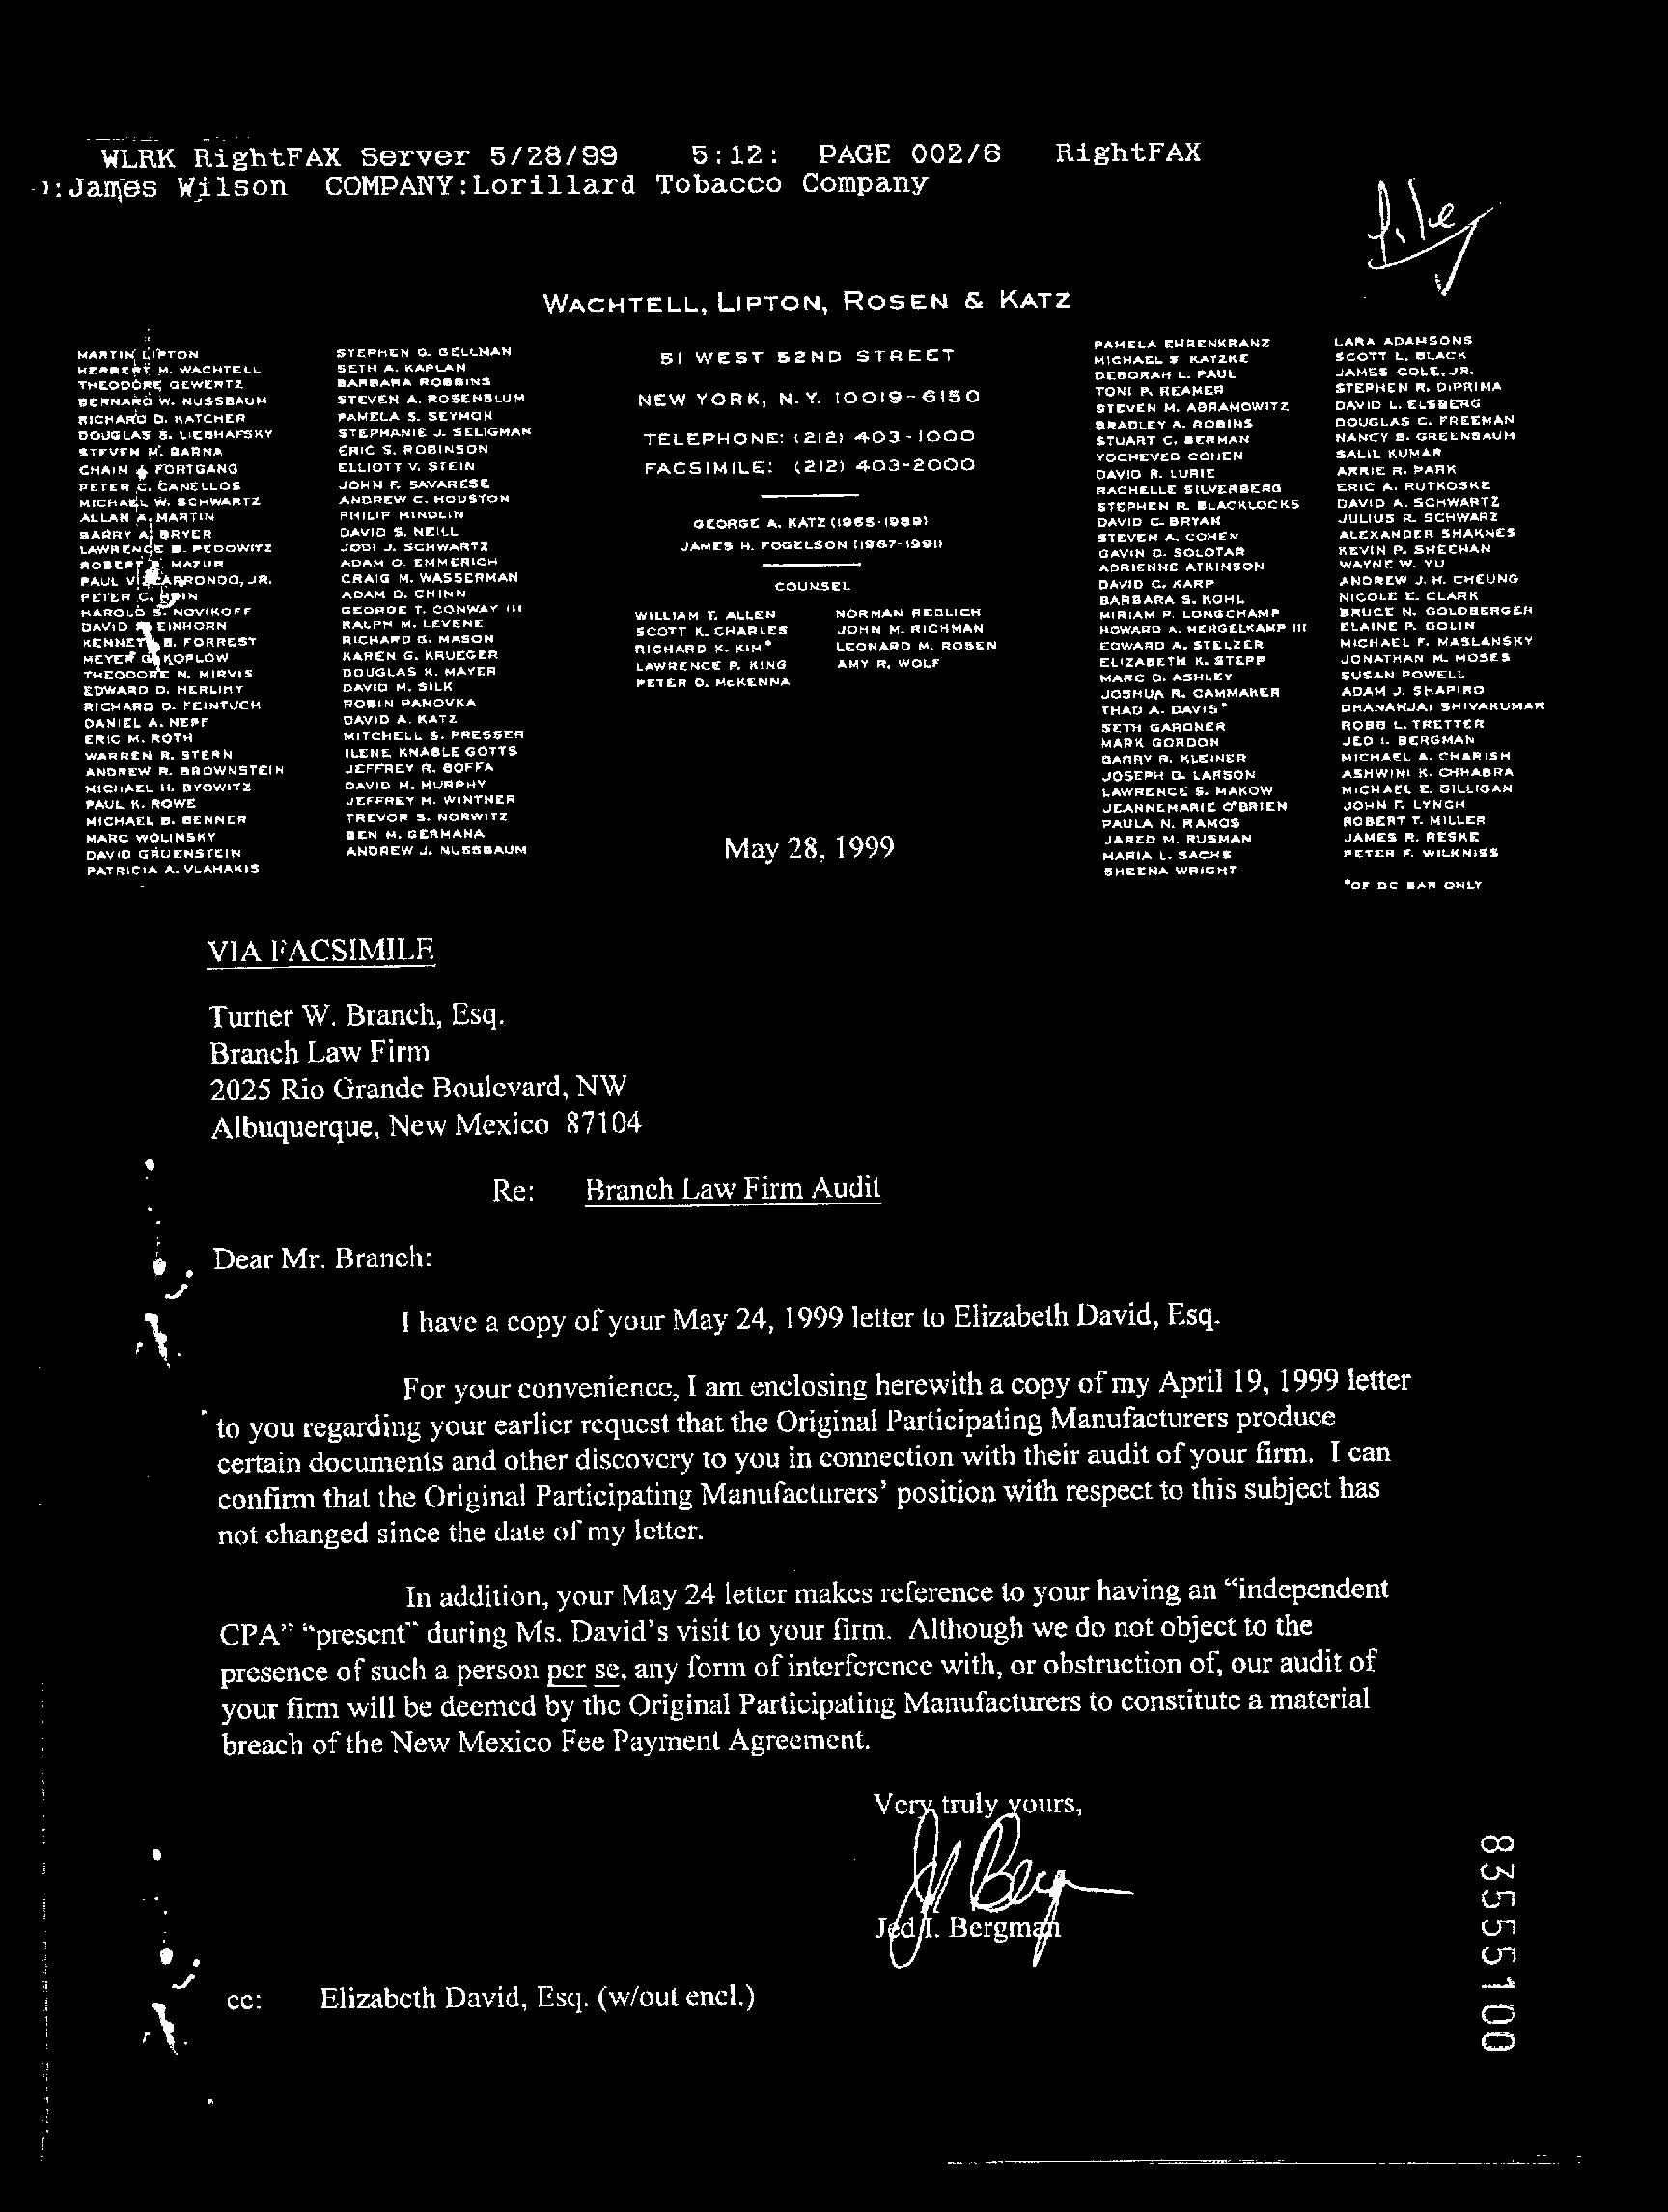 WLRK RightFAX Server 5/28/99 5:12: PAGE 002/6 RightFAX
James Wilson COMPANY:Lorillard Tobacco Company
file
WACHTELL, LIPTON, ROSEN & KATZ
MARTIN LIPTON
HERBERT M. WACHTELL
THEODORE GEWERTZ
BERNARD W. NUSSBAUM
RICHARD D. KATCHER
DOUGLAS S. LIEBHAFSKY
STEVEN M. BARNA
CHAIM J. FORTGANG
PETER C. CANELLOS
MICHAEL W. SCHWARTZ
ALLAN A. MARTIN
BARRY A. BRYER
LAWRENCE B. PEDOWITZ
ROBERT B. MAZUR
PAUL VIZCARRONDO, JR.
PETER C. HEIN
HAROLD S. NOVIKOFF
DAVID M. EINHORN
KENNETH B. FORREST
MEYER G. KOPLOW
THEODORE N. MIRVIS
EDWARD D. HERLIHY
RICHARD D. FEINTUCH
DANIEL A. NEFF
ERIC M. ROTH
WARREN R. STERN
ANDREW R. BROWNSTEIN
MICHAEL H. BYOWITZ
PAUL K. ROWE
MICHAEL B. BENNER
MARC WOLINSKY
DAVID GRUENSTEIN
PATRICIA A. VLAHAKIS
STEPHEN G. GELLMAN
SETH A. KAPLAN
BARBARA ROBBINS
STEVEN A. ROSENBLUM
PAMELA S. SEYMON
STEPHANIE J. SELIGMAN
ERIC S. ROBINSON
ELLIOTT V. STEIN
JOHN F. SAVARESE
ANDREW C. HOUSTON
PHILIP MINDLIN
DAVID S. NEILL
JODI J. SCHWARTZ
ADAM O. EMMERICH
CRAIG M. WASSERMAN
ADAM D. CHINN
GEORGE T. CONWAY III
RALPH M. LEVENE
RICHARD G. MASON
KAREN G. KRUEGER
DOUGLAS K. MAYER
DAVID M. SILK
ROBIN PANOVKA
DAVID A. KATZ
MITCHELL S. PRESSER
ILENE KNABLE GOTTS
JEFFREY R. BOFFA
DAVID M. MURPHY
JEFFREY M. WINTNER
TREVOR S. NORWITZ
BEN M. GERMANA
ANDREW J. NUSSBAUM
51 WEST 52ND STREET
NEW YORK, N.Y. 10019-6150
TELEPHONE: (212) 403-1000
FACSIMILE: (212) 403-2000
GEORGE A. KATZ (1965-1989)
JAMES H. FOGELSON (1967-1991)
COUNSEL
WILLIAM T. ALLEN
SCOTT K. CHARLES
RICHARD K. KIM*
LAWRENCE P. KING
PETER D. McKENNA
NORMAN REDLICH
JOHN M. RICHMAN
LEONARD M. ROSEN
AMY R. WOLF
PAMELA EHRENKRANZ
MICHAEL S. KATZKE
DEBORAH L. PAUL
TONI P. REAMER
STEVEN M. ABRAMOWITZ
BRADLEY A. ROBINS
STUART C. BERMAN
YOCHEVED COHEN
DAVID R. LURIE
RACHELLE SILVERBERG
STEPHEN R. BLACKLOCKS
DAVID C. BRYAN
STEVEN A. COHEN
GAVIN D. SOLOTAR
ADRIENNE ATKINSON
DAVID C. KARP
BARBARA S. KOHL
MIRIAM P. LONGCHAMP
HOWARD A. MERGELKAMP III
EDWARD A. STELZER
ELIZABETH K. STEPP
MARC D. ASHLEY
JOSHUA R. CAMMAKER
THAD A. DAVIS*
SETH GARDNER
MARK GORDON
BARRY R. KLEINER
JOSEPH D. LARSON
LAWRENCE S. MAKOW
JEANNEMARIE O'BRIEN
PAULA N. RAMOS
JARED M. RUSMAN
MARIA L. SACHS
SHEENA WRIGHT
LARA ADAMSONS
SCOTT L. BLACK
JAMES COLE, JR.
STEPHEN R. DiPRIMA
DAVID L. ELSBERG
DOUGLAS C. FREEMAN
NANCY B. GREENBAUM
SALIL KUMAR
ARRIE R. PARK
ERIC A. RUTKOSKE
DAVID A. SCHWARTZ
JULIUS R. SCHWARZ
ALEXANDER SHAKNES
KEVIN P. SHEEHAN
WAYNE W. YU
ANDREW J. H. CHEUNG
NICOLE E. CLARK
BRUCE N. GOLDBERGER
ELAINE P. GOLIN
MICHAEL F. MASLANSKY
JONATHAN M. MOSES
SUSAN POWELL
ADAM J. SHAPIRO
DHANANJAI SHIVAKUMAR
ROBB L. TRETTER
JED I. BERGMAN
MICHAEL A. CHARISH
ASHWINI K. CHHABRA
MICHAEL E. GILLIGAN
JOHN F. LYNCH
ROBERT T. MILLER
JAMES R. RESKE
PETER F. WILKNISS
*OF DC BAR ONLY
May 28, 1999
VIA FACSIMILE
Turner W. Branch, Esq.
Branch Law Firm
2025 Rio Grande Boulevard, NW
Albuquerque, New Mexico 87104
Re: Branch Law Firm Audit
Dear Mr. Branch:
I have a copy of your May 24, 1999 letter to Elizabeth David, Esq.
For your convenience, I am enclosing herewith a copy of my April 19, 1999 letter
to you regarding your earlier request that the Original Participating Manufacturers produce
certain documents and other discovery to you in connection with their audit of your firm. I can
confirm that the Original Participating Manufacturers' position with respect to this subject has
not changed since the date of my letter.
In addition, your May 24 letter makes reference to your having an "independent
CPA" "present" during Ms. David's visit to your firm. Although we do not object to the
presence of such a person per se, any form of interference with, or obstruction of, our audit of
your firm will be deemed by the Original Participating Manufacturers to constitute a material
breach of the New Mexico Fee Payment Agreement.
Very truly yours,
Jed I. Bergman
cc: Elizabeth David, Esq. (w/out encl.)
83555100